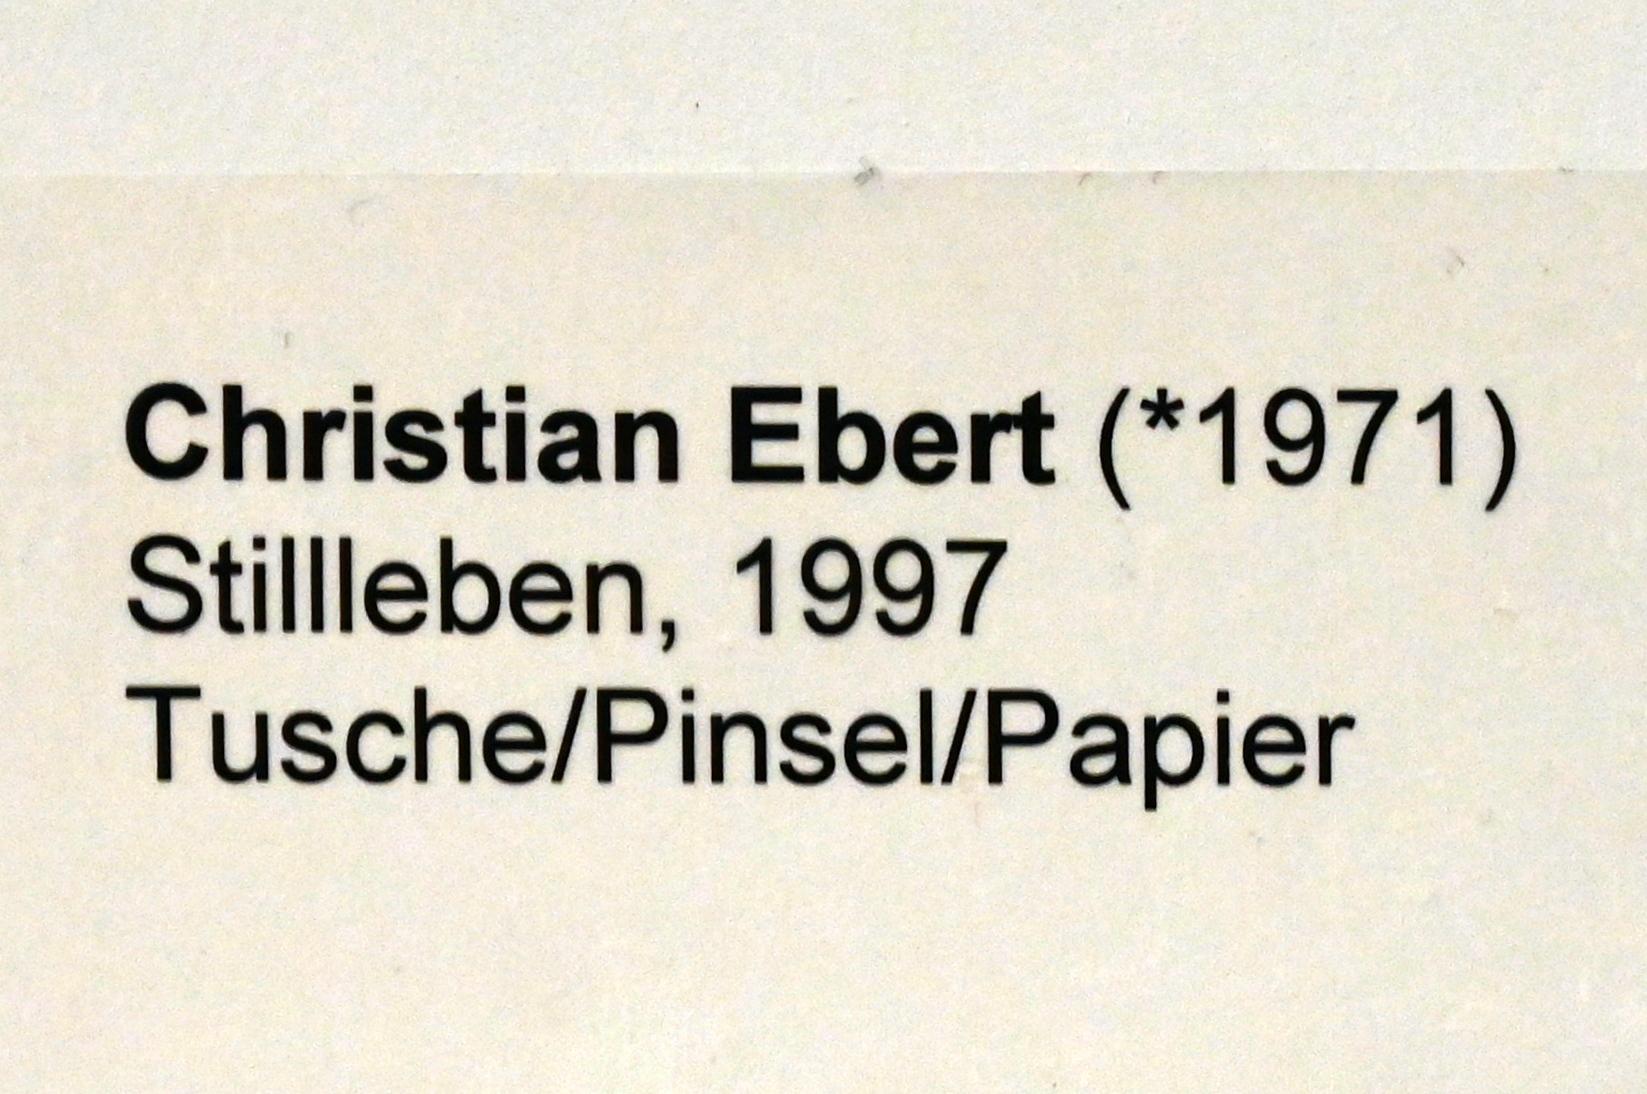 Christian Ebert (*1971)
Stillleben, 1997
Tusche/Pinsel/Papier